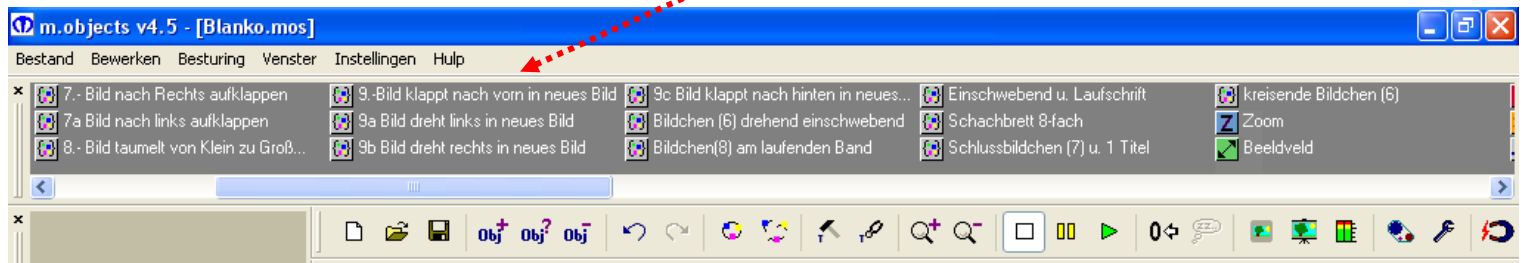 m.objects v4.5 - [Blanko.mos]
Bestand Bewerken Besturing Venster Instellingen Hulp
7.- Bild nach Rechts aufklappen 9.-Bild klappt nach vorn in neues Bild 9c Bild klappt nach hinten in neues... Einschwebend u. Laufschrift kreisende Bildchen (6)
7a Bild nach links aufklappen 9a Bild dreht links in neues Bild Bildchen (6) drehend einschwebend Schachbrett 8-fach Z Zoom
8.- Bild taumelt von Klein zu Groß... 9b Bild dreht rechts in neues Bild Bildchen(8) am laufenden Band Schlussbildchen (7) u. 1 Titel Beeldveld
Obj+ Obj? Obj- T T Q+ Q- 0